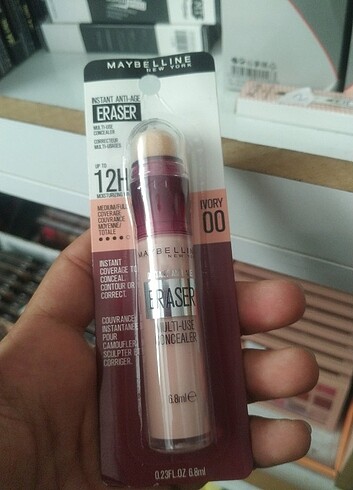 MAYBELLINE
NEW YORK
INSTANT ANTI-AGE
ERASER
MULTI-USE
CONCEALER
CORRECTEUR
MULTI-USAGES
UP TO
12H
MEDIUM/FULL
COVERAGE
COUVRANCE
MOYENNE/
TOTALE
INSTANT
COVERAGE TO
CONCEAL,
CONTOUR OR
CORRECT.
COUVRANCE
INSTANTANÉE
POUR
CAMOUFLER,
SCULPTER ET
CORRIGER.
IVORY
00
MAYBELLINE
NEW YORK
ERASER
MULTI-USE
CONCEALER
6.8ml e
0.23FL.OZ 6.8ml